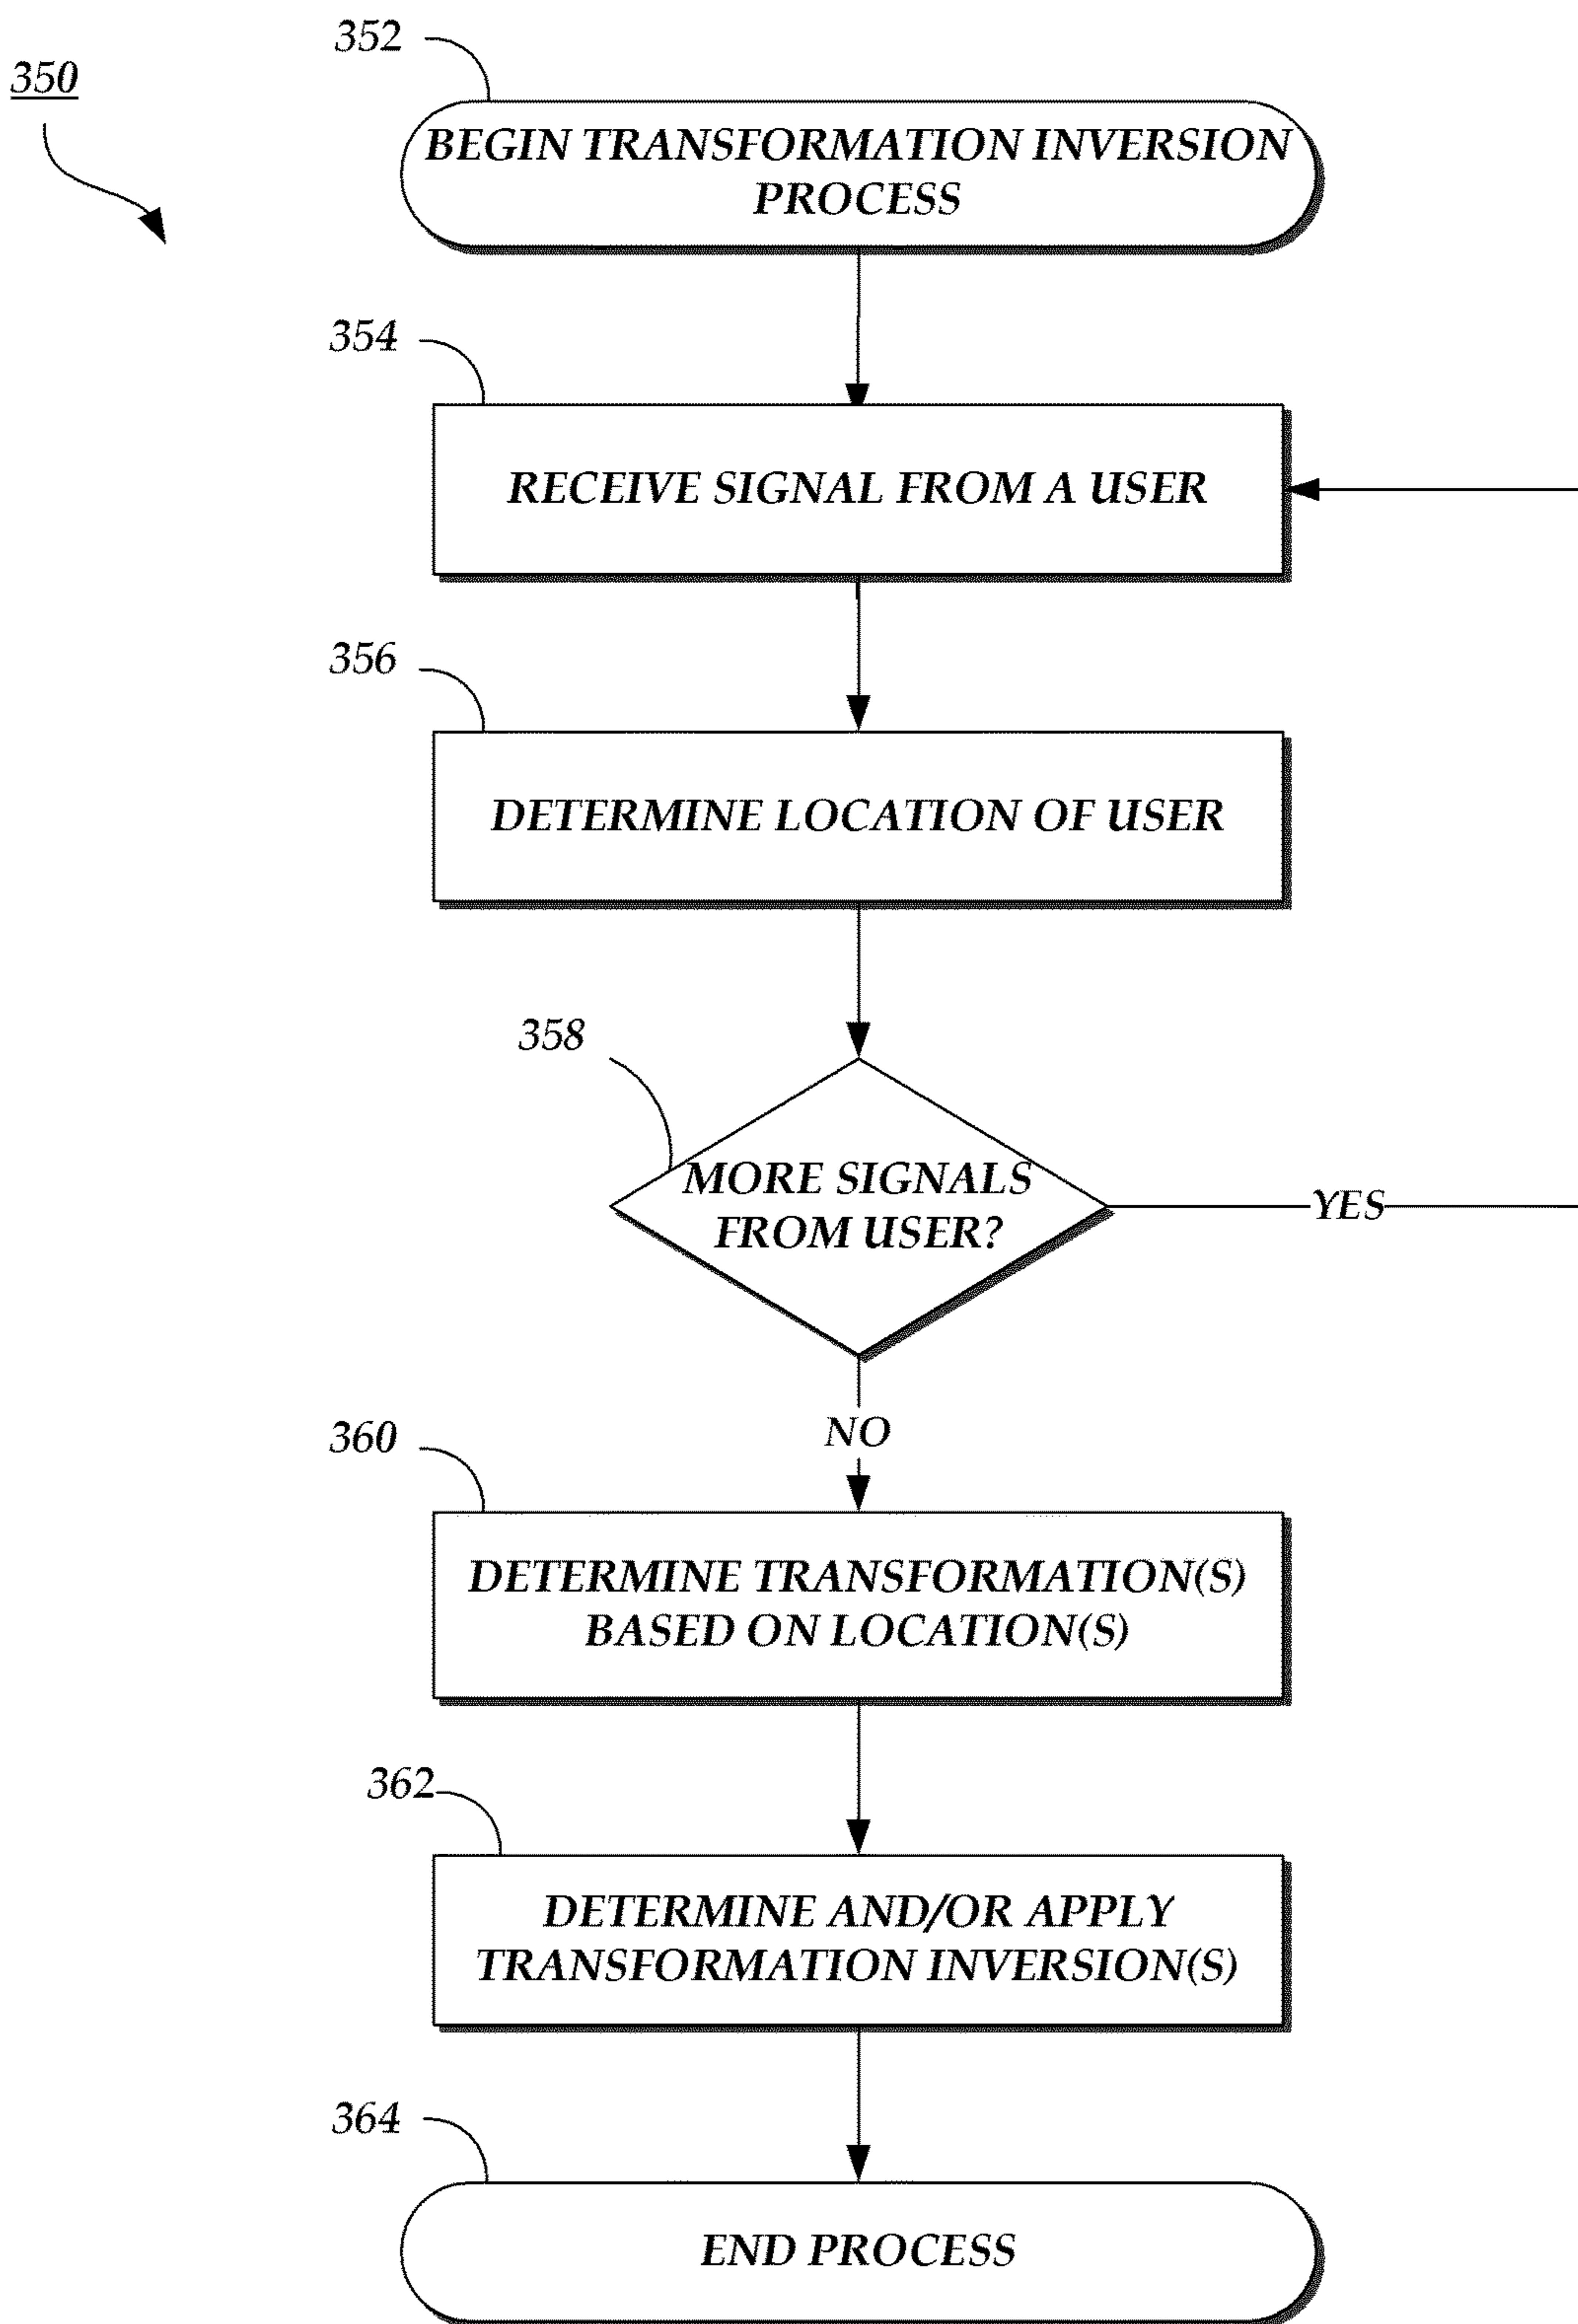 352
350
BEGIN TRANSFORMATION INVERSION
PROCESS
354
RECEIVE SIGNAL FROM A USER
356
DETERMINE LOCATION OF USER
358
MORE SIGNALS
FROM USER?
YES
NO
360
DETERMINE TRANSFORMATION(S)
BASED ON LOCATION(S)
362
DETERMINE AND/OR APPLY
TRANSFORMATION INVERSION(S)
364
END PROCESS